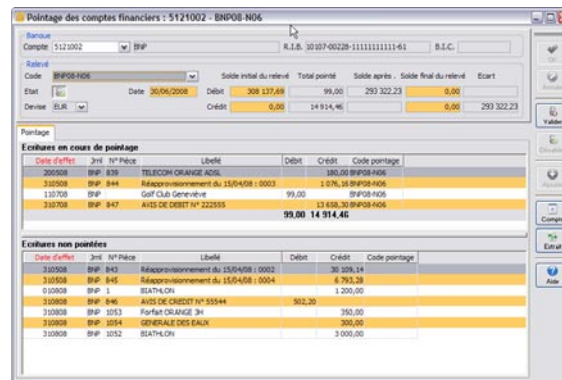 Pointage des comptes financiers : 5121002 - BNP08-N06
Banque
Compte 5121002 BNP R.I.B. 10107-00228-11111111111-61 B.I.C.
Relevé
Code BNP08-N06 Solde initial du relevé Total pointé Solde après . Solde final du relevé Ecart
Etat Date 30/06/2008 Débit 308 137,69 99,00 293 322,23 0,00
Devise EUR Crédit 0,00 14 914,46 0,00 293 322,23
Pointage
Ecritures en cours de pointage
Date d'effet Jrnl N° Pièce Libellé Débit Crédit Code pointage
200508 BNP 839 TELECOM ORANGE ADSL 180,00 BNP08-N06
310508 BNP 844 Réapprovisionnement du 15/04/08 : 0003 1 076,16 BNP08-N06
110708 BNP Golf Club Geneviève 99,00 BNP08-N06
310708 BNP 847 AVIS DE DEBIT N° 222555 13 658,30 BNP08-N06
99,00 14 914,46
Ecritures non pointées
Date d'effet Jrnl N° Pièce Libellé Débit Crédit Code pointage
310508 BNP 843 Réapprovisionnement du 15/04/08 : 0002 30 109,14
310508 BNP 845 Réapprovisionnement du 15/04/08 : 0004 6 793,28
010808 BNP 1 BIATHLON 1 200,00
310808 BNP 846 AVIS DE CREDIT N° 55544 502,20
310808 BNP 1053 Forfait ORANGE 3H 350,00
310808 BNP 1054 GENERALE DES EAUX 300,00
310808 BNP 1052 BIATHLON 3 000,00
OK
Valider
Compte
Extrait
Aide